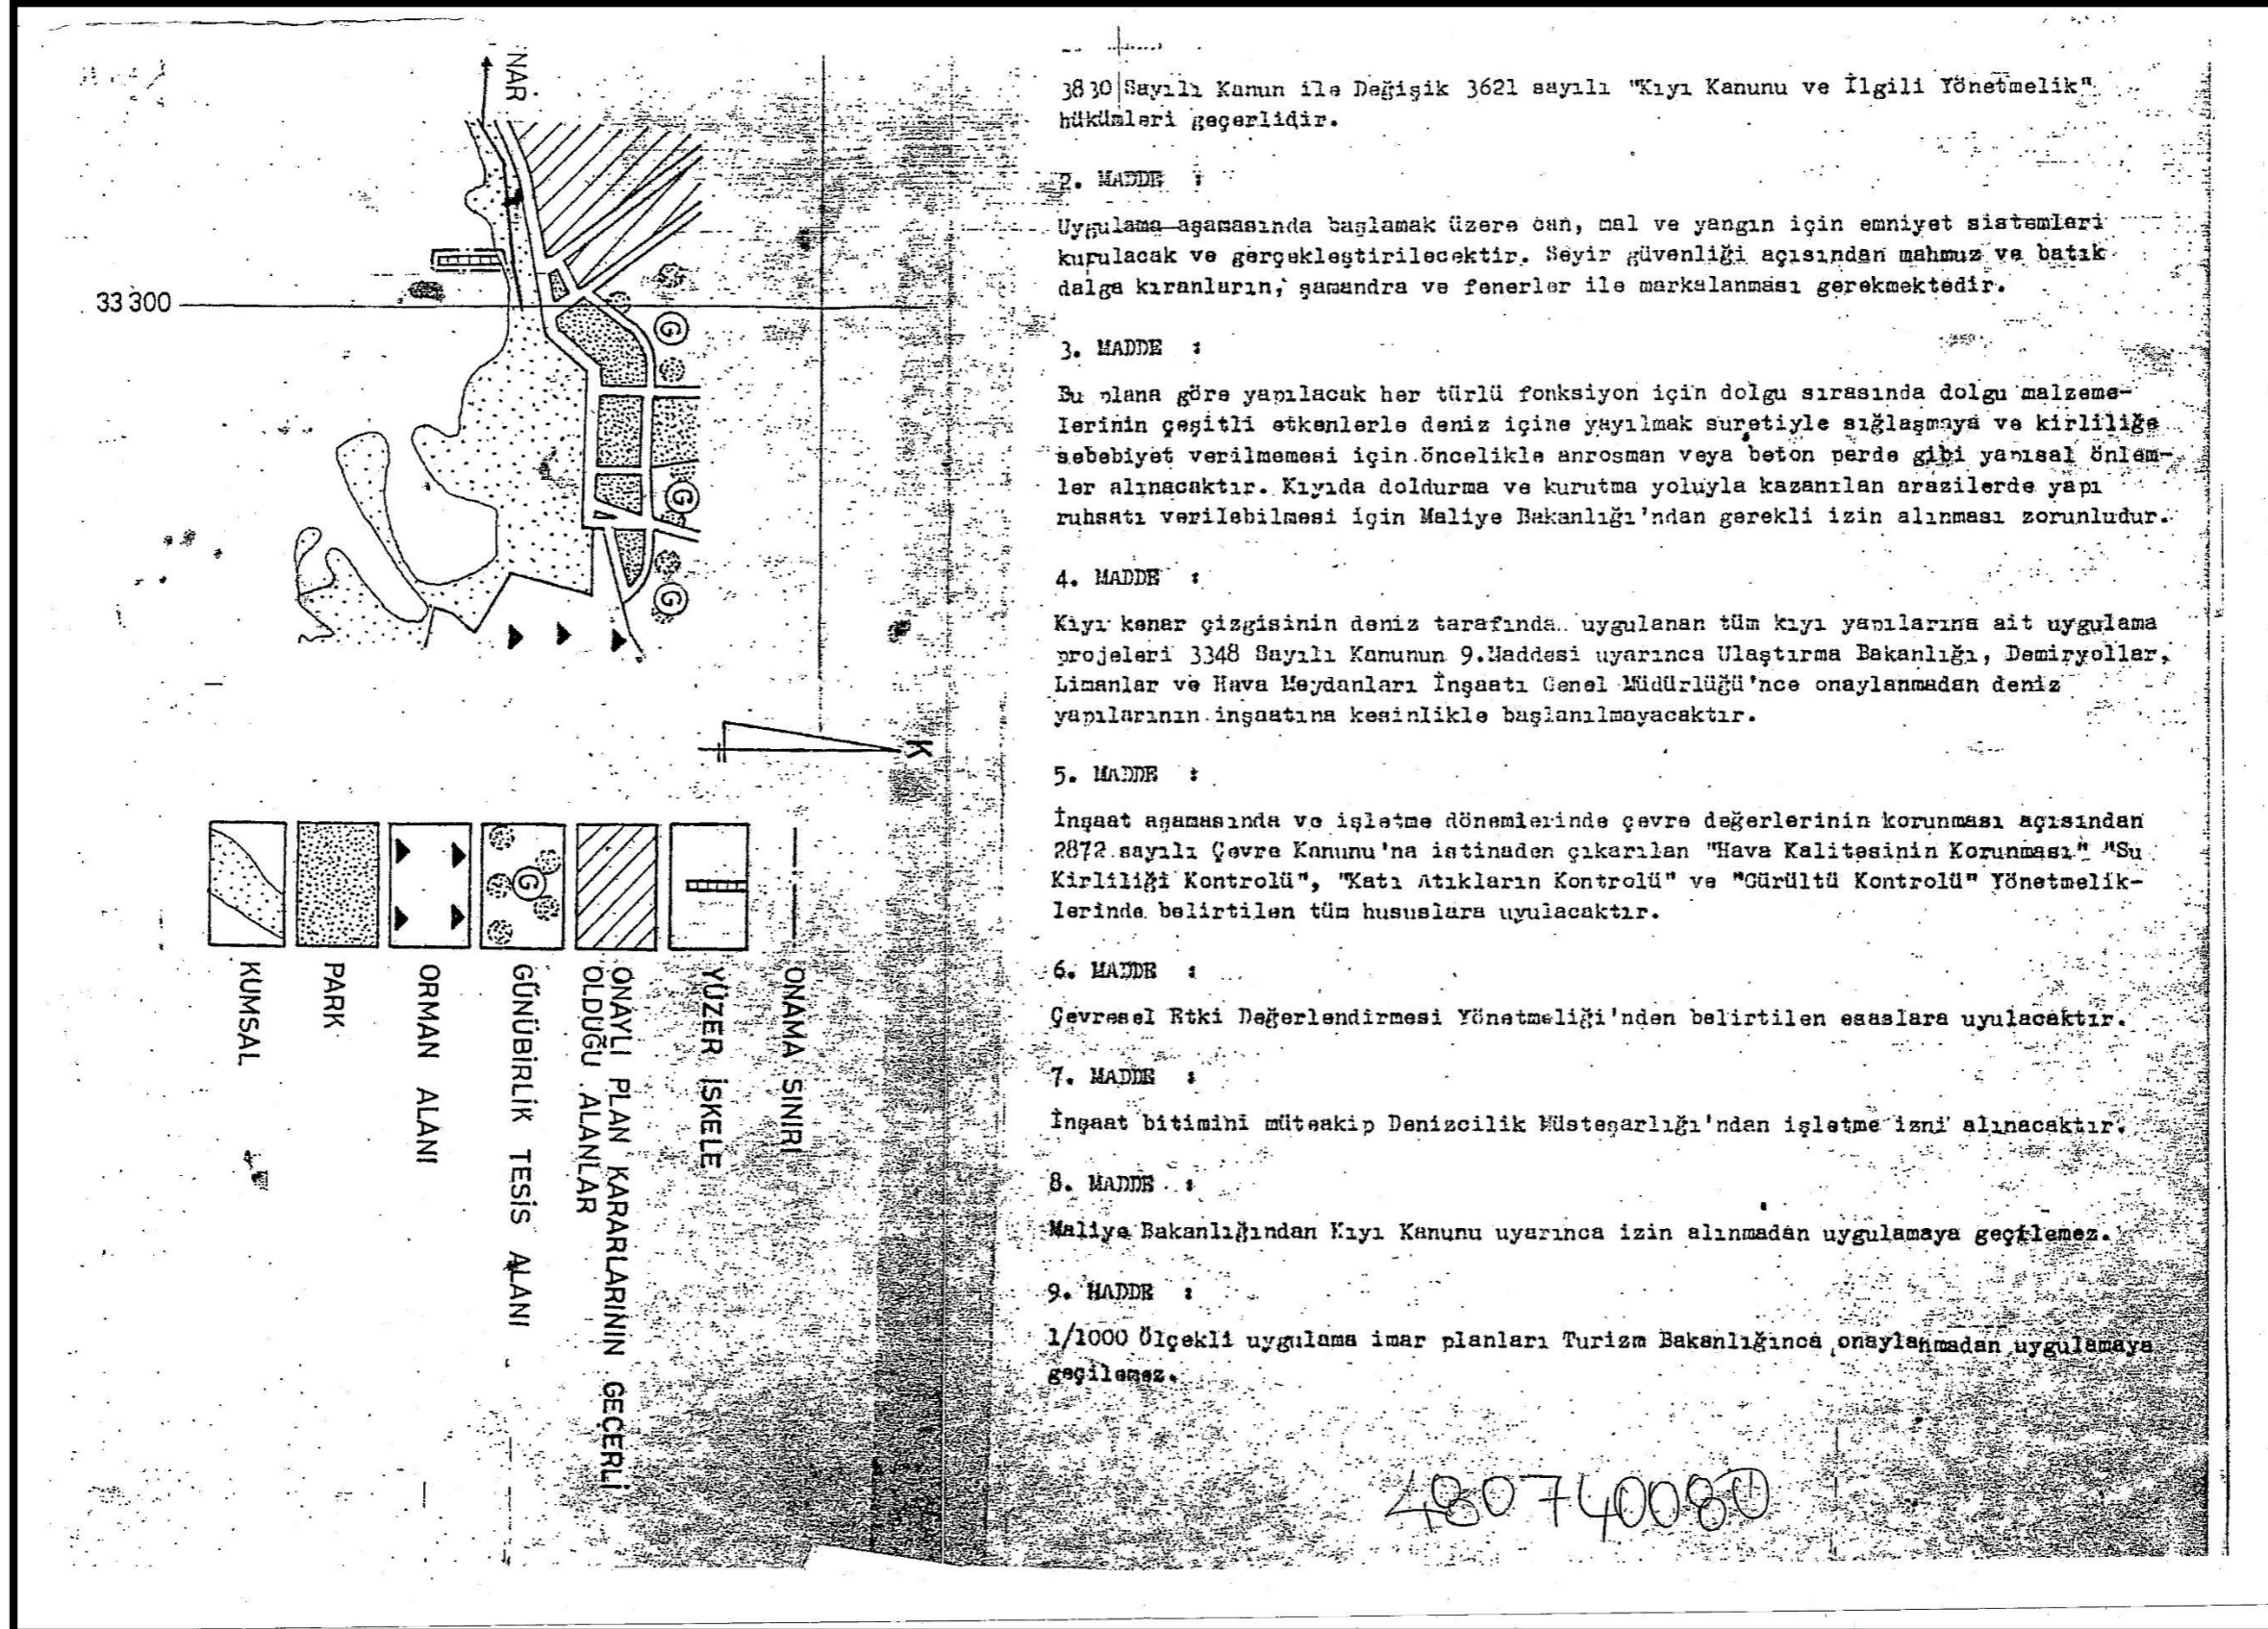 NAR
33 300
K
KUMSAL
PARK
ORMAN ALANI
GÜNÜBİRLİK TESİS ALANI
ONAYLI PLAN KARARLARININ GEÇERLİ
OLDUĞU ALANLAR
YÜZER İSKELE
ONAMA SINIRI
G
G
G
G
3830 Sayılı Kanun ile Değişik 3621 sayılı "Kıyı Kanunu ve İlgili Yönetmelik"
hükümleri geçerlidir.
2. MADDE :
Uygulama aşamasında başlamak üzere can, mal ve yangın için emniyet sistemleri
kurulacak ve gerçekleştirilecektir. Seyir güvenliği açısından mahmuz ve batık
dalga kıranların, şamandra ve fenerler ile markalanması gerekmektedir.
3. MADDE :
Bu plana göre yapılacak her türlü fonksiyon için dolgu sırasında dolgu malzeme-
lerinin çeşitli etkenlerle deniz içine yayılmak suretiyle sığlaşmaya ve kirliliğe
sebebiyet verilmemesi için öncelikle anrosman veya beton perde gibi yapısal önlem-
ler alınacaktır. Kıyıda doldurma ve kurutma yoluyla kazanılan arazilerde yapı
ruhsatı verilebilmesi için Maliye Bakanlığı'ndan gerekli izin alınması zorunludur.
4. MADDE :
Kıyı kenar çizgisinin deniz tarafında uygulanan tüm kıyı yapılarına ait uygulama
projeleri 3348 Sayılı Kanunun 9.Maddesi uyarınca Ulaştırma Bakanlığı, Demiryollar,
Limanlar ve Hava Meydanları İnşaatı Genel Müdürlüğü'nce onaylanmadan deniz
yapılarının inşaatına kesinlikle başlanılmayacaktır.
5. MADDE :
İnşaat aşamasında ve işletme dönemlerinde çevre değerlerinin korunması açısından
2872 sayılı Çevre Kanunu'na istinaden çıkarılan "Hava Kalitesinin Korunması" "Su
Kirliliği Kontrolü", "Katı Atıkların Kontrolü" ve "Gürültü Kontrolü" Yönetmelik-
lerinde belirtilen tüm hususlara uyulacaktır.
6. MADDE :
Çevresel Etki Değerlendirmesi Yönetmeliği'nden belirtilen esaslara uyulacaktır.
7. MADDE :
İnşaat bitimini müteakip Denizcilik Müsteşarlığı'ndan işletme izni alınacaktır.
8. MADDE :
Maliye Bakanlığından Kıyı Kanunu uyarınca izin alınmadan uygulamaya geçilemez.
9. MADDE :
1/1000 Ölçekli uygulama imar planları Turizm Bakanlığınca onaylanmadan uygulamaya
geçilemez.
480740080